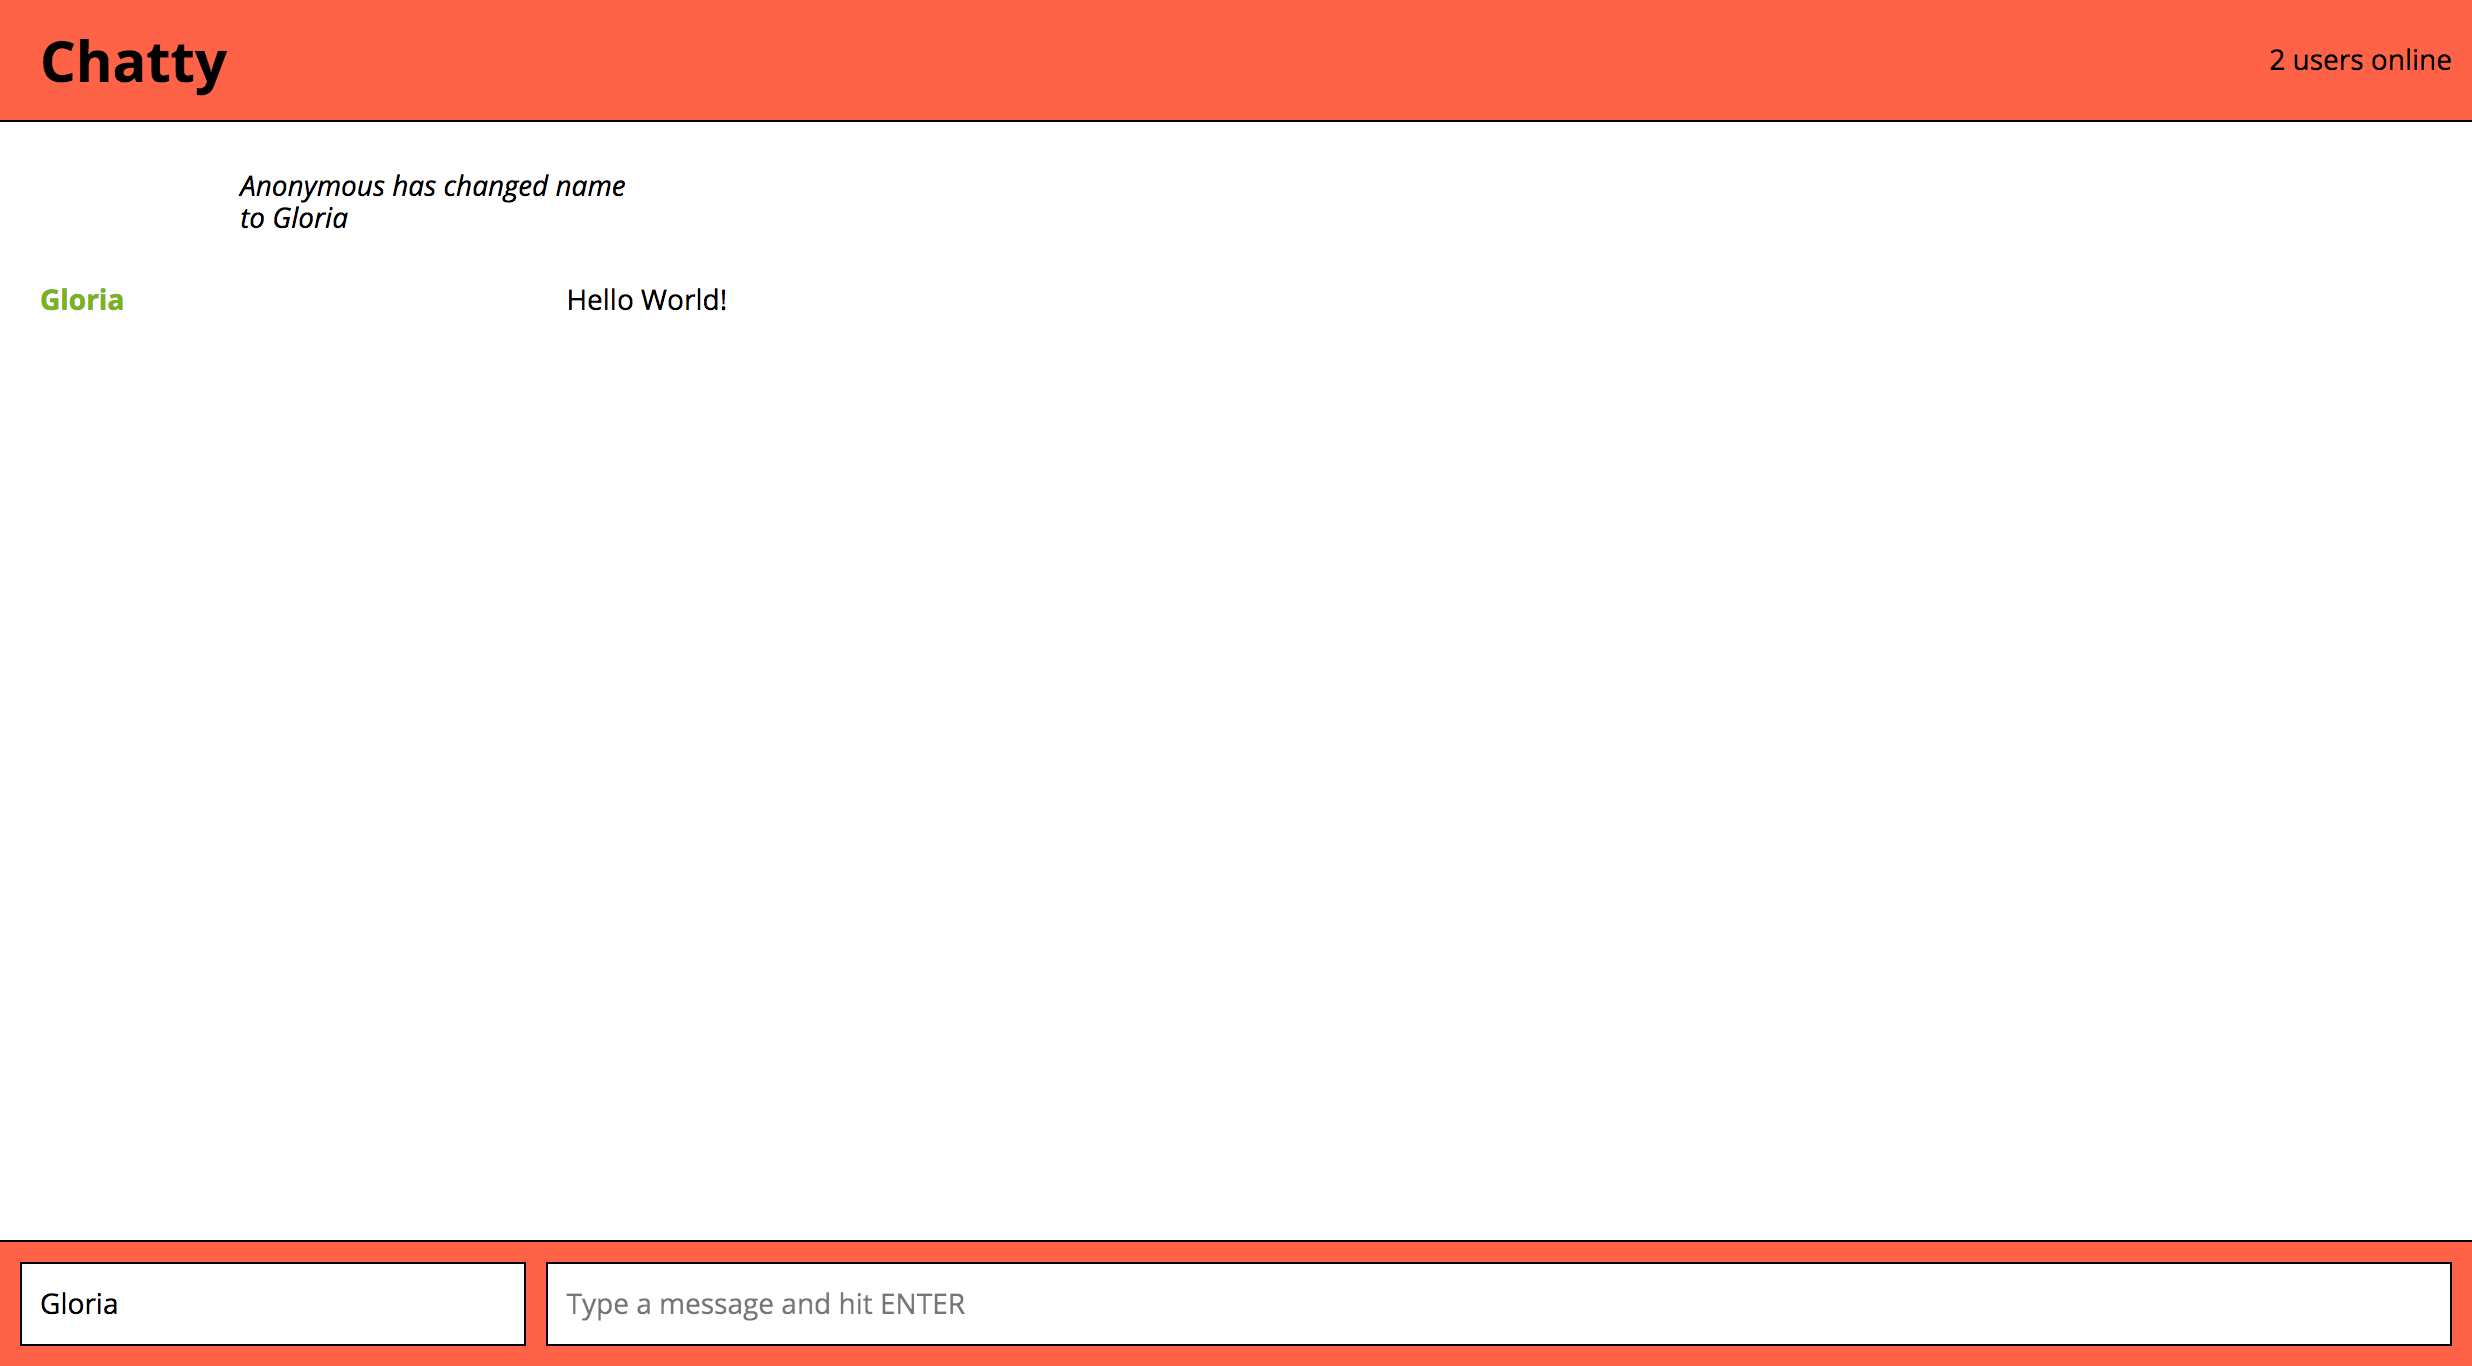 Chatty
2 users online
Anonymous has changed name
to Gloria
Gloria
Hello World!
Gloria
Type a message and hit ENTER